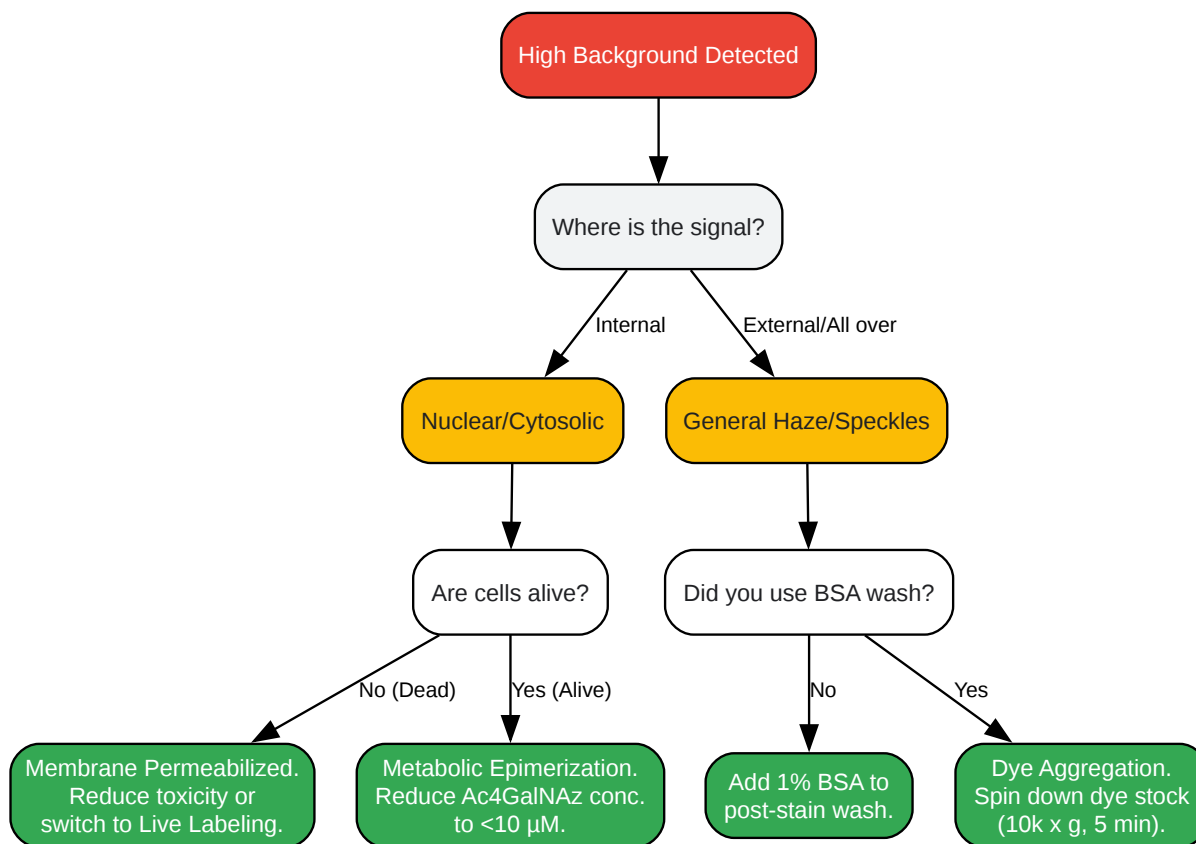 High Background Detected
Where is the signal?
Internal
External/All over
Nuclear/Cytosolic
General Haze/Speckles
Are cells alive?
Did you use BSA wash?
No (Dead)
Yes (Alive)
No
Yes
Membrane Permeabilized.
Reduce toxicity or
switch to Live Labeling.
Metabolic Epimerization.
Reduce Ac4GalNAz conc.
to <10 µM.
Add 1% BSA to
post-stain wash.
Dye Aggregation.
Spin down dye stock
(10k x g, 5 min).